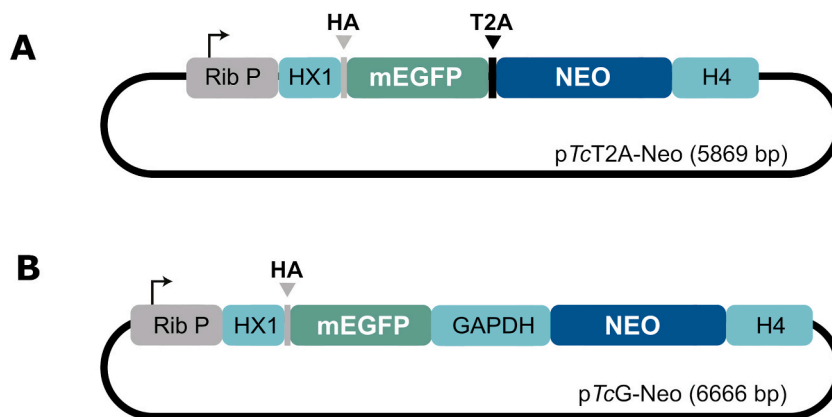 A
HA T2A
Rib P HX1 mEGFP NEO H4
pTcT2A-Neo (5869 bp)
B
HA
Rib P HX1 mEGFP GAPDH NEO H4
pTcG-Neo (6666 bp)